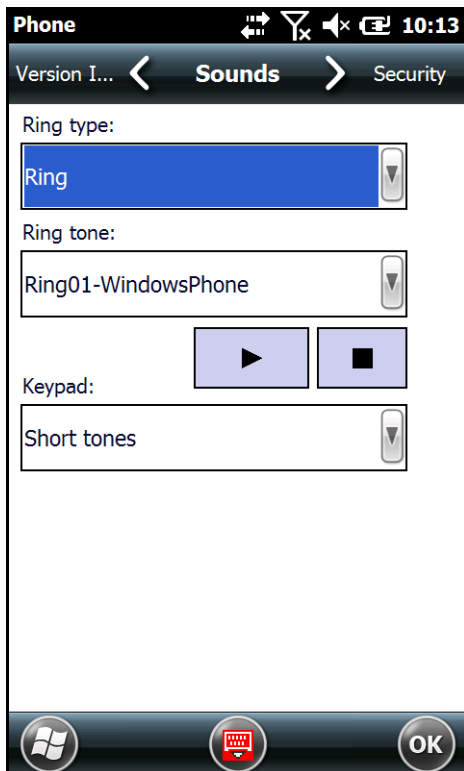 Phone 10:13
Version I... Sounds Security
Ring type:
Ring
Ring tone:
Ring01-WindowsPhone
Keypad:
Short tones
OK